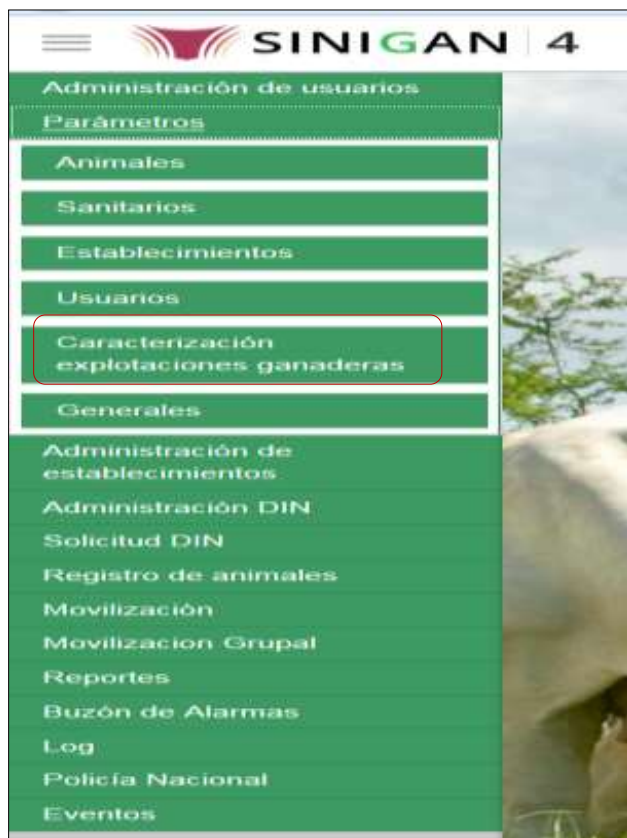 SINIGAN 4
Administración de usuarios
Parámetros
Animales
Sanitarios
Establecimientos
Usuarios
Caracterización
explotaciones ganaderas
Generales
Administración de
establecimientos
Administración DIN
Solicitud DIN
Registro de animales
Movilización
Movilizacion Grupal
Reportes
Buzón de Alarmas
Log
Policía Nacional
Eventos